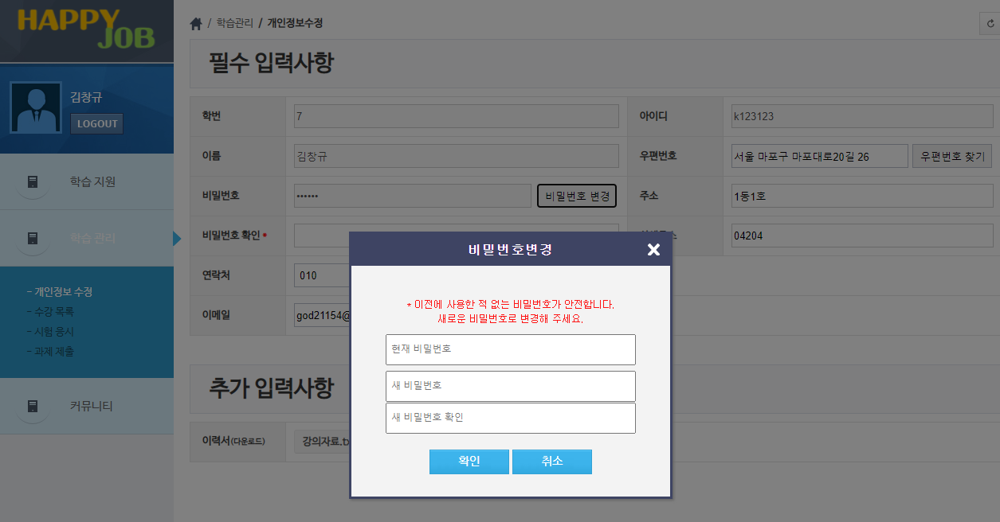 HAPPY
JOB
김창규
LOGOUT
학습 지원
학습 관리
- 개인정보 수정
- 수강 목록
- 시험 응시
- 과제 제출
커뮤니티
/ 학습관리 / 개인정보수정
필수 입력사항
학번 7 아이디 k123123
이름 김창규 우편번호 서울 마포구 마포대로20길 26 우편번호 찾기
비밀번호 •••••• 비밀번호 변경 주소 1동1호
비밀번호 확인 * 04204
연락처 010
이메일 god21154@
비밀번호변경
* 이전에 사용한 적 없는 비밀번호가 안전합니다.
새로운 비밀번호로 변경해 주세요.
현재 비밀번호
새 비밀번호
새 비밀번호 확인
확인 취소
추가 입력사항
이력서(다운로드) 강의자료.